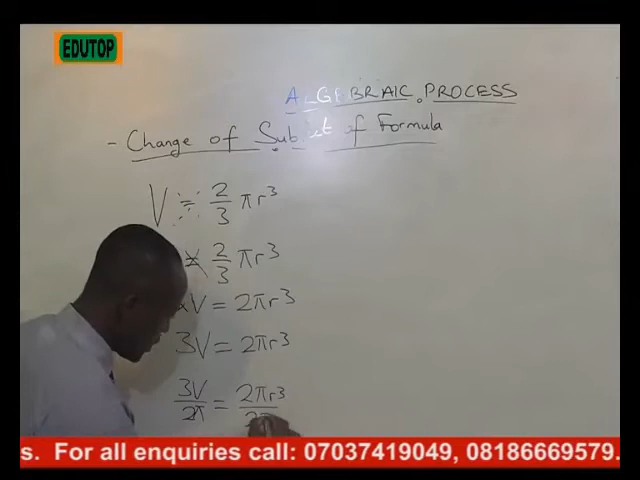 EDUTOP
ALGEBRAIC PROCESS
- Change of Subject of Formula
V = 2/3 πr³
2/3 πr³
V = 2πr³
3V = 2πr³
3V/2π = 2πr³/2π
s. For all enquiries call: 07037419049, 08186669579.